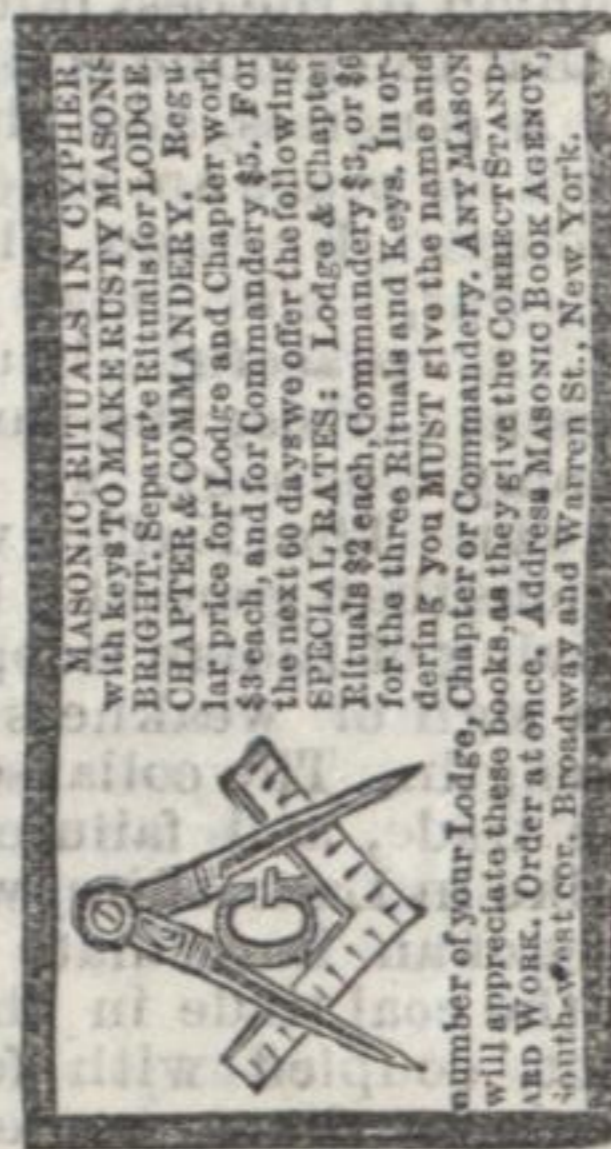 MASONIC RITUALS IN CYPHER
with keys TO MAKE RUSTY MASONS
BRIGHT. Separate Rituals for LODGE
CHAPTER & COMMANDERY. Regu
lar price for Lodge and Chapter work
$3 each, and for Commandery $5. For
the next 60 days we offer the following
SPECIAL RATES: Lodge & Chapter
Rituals $2 each, Commandery $3, or $6
for the three Rituals and Keys. In or-
dering you MUST give the name and
number of your Lodge, Chapter or Commandery. ANY MASON
will appreciate these books, as they give the CORRECT STAND-
ARD WORK. Order at once. Address MASONIC BOOK AGENCY,
South-west cor. Broadway and Warren St., New York.
G